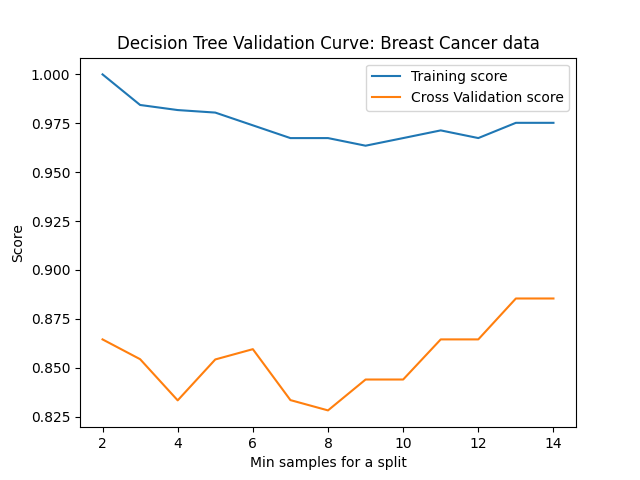 Decision Tree Validation Curve: Breast Cancer data
Training score
Cross Validation score
1.000
0.975
0.950
0.925
0.900
0.875
0.850
0.825
Score
2 4 6 8 10 12 14
Min samples for a split